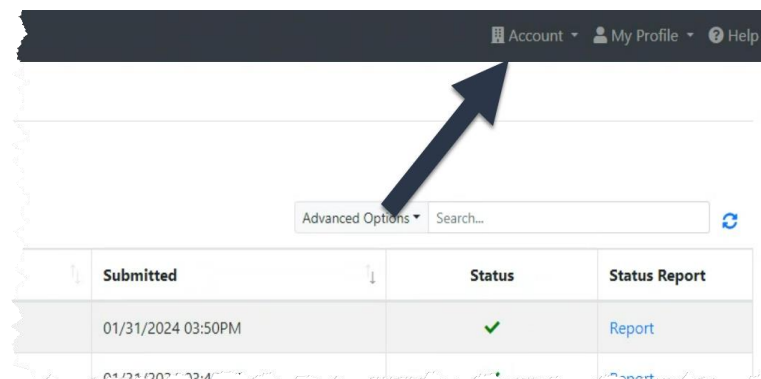 Account My Profile Help
Advanced Options Search...
Submitted Status Status Report
01/31/2024 03:50PM Report